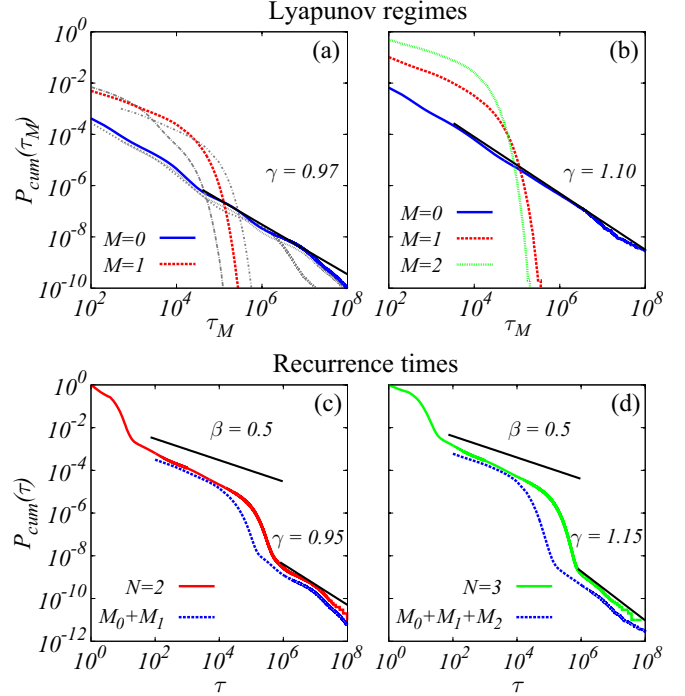 Lyapunov regimes
(a) (b)
P_cum(τ_M)
10^0
10^-2
10^-4
10^-6
10^-8
10^-10
γ = 0.97
M=0
M=1
10^2 10^4 10^6 10^8
τ_M
γ = 1.10
M=0
M=1
M=2
10^2 10^4 10^6 10^8
τ_M
Recurrence times
(c) (d)
P_cum(τ)
10^0
10^-2
10^-4
10^-6
10^-8
10^-10
10^-12
β = 0.5
γ = 0.95
N=2
M_0+M_1
10^0 10^2 10^4 10^6 10^8
τ
β = 0.5
γ = 1.15
N=3
M_0+M_1+M_2
10^0 10^2 10^4 10^6 10^8
τ